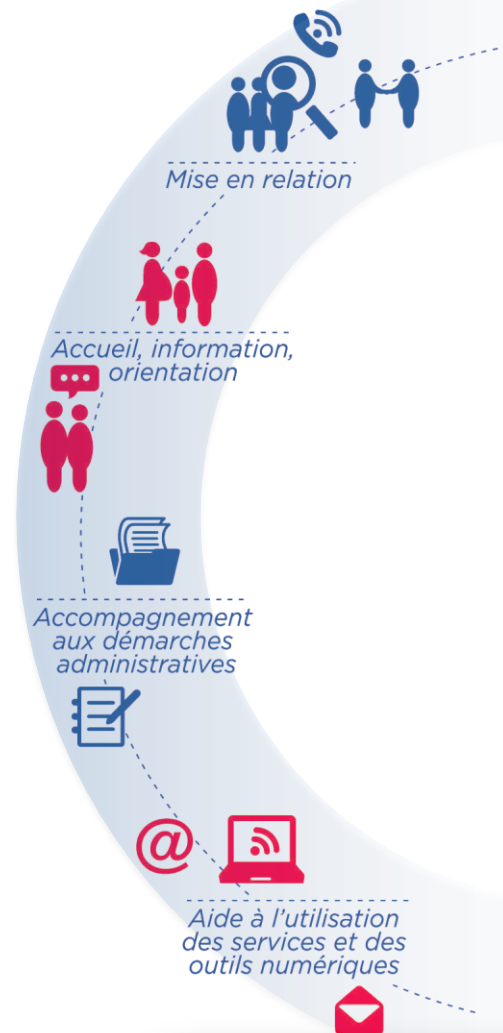 Mise en relation
Accueil, information,
orientation
Accompagnement
aux démarches
administratives
@
Aide à l'utilisation
des services et des
outils numériques